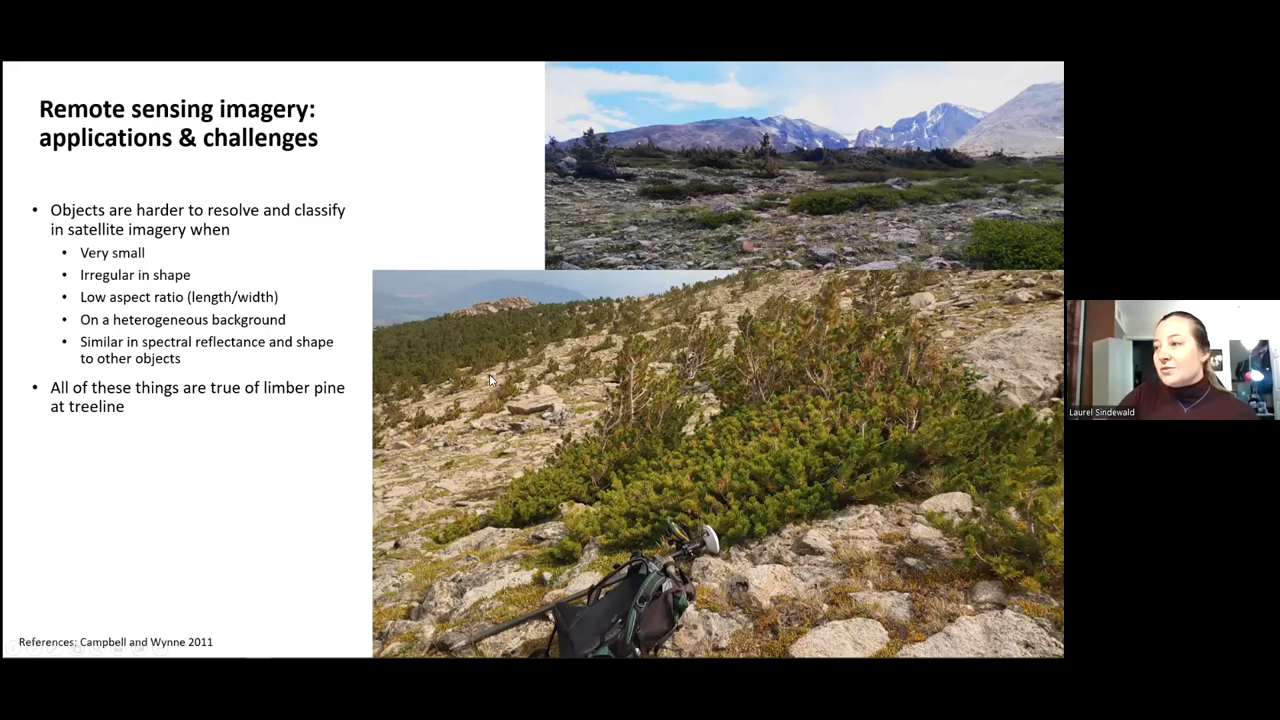 Remote sensing imagery:
applications & challenges
• Objects are harder to resolve and classify
in satellite imagery when
• Very small
• Irregular in shape
• Low aspect ratio (length/width)
• On a heterogeneous background
• Similar in spectral reflectance and shape
to other objects
• All of these things are true of limber pine
at treeline
References: Campbell and Wynne 2011
Laurel Sindewald